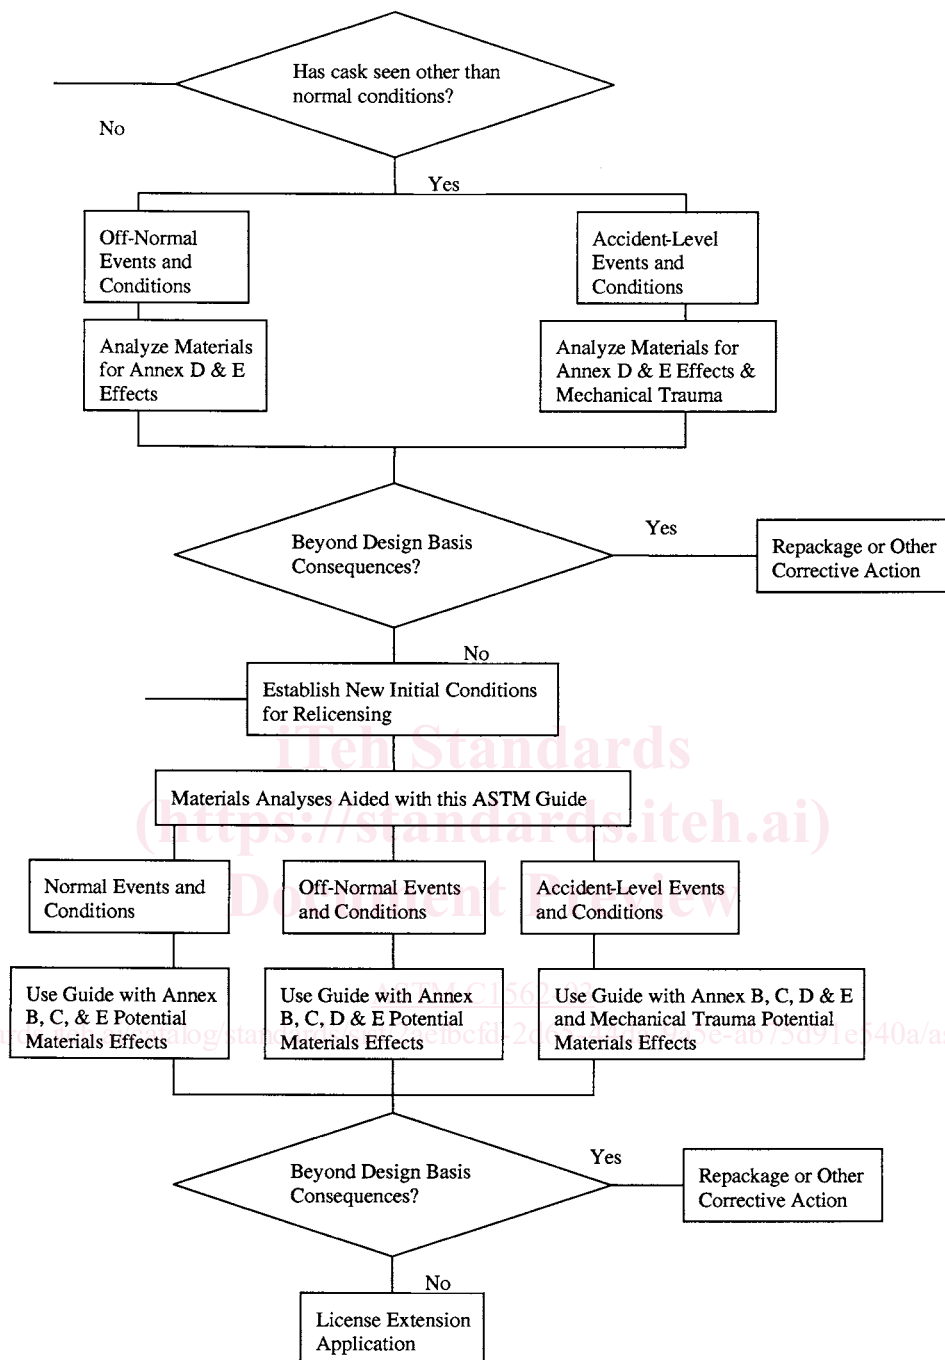 Has cask seen other than
normal conditions?
No
Yes
Off-Normal
Events and
Conditions
Accident-Level
Events and
Conditions
Analyze Materials
for Annex D & E
Effects
Analyze Materials for
Annex D & E Effects &
Mechanical Trauma
Beyond Design Basis
Consequences?
Yes
Repackage or Other
Corrective Action
No
Establish New Initial Conditions
for Relicensing
iTeh Standards
Materials Analyses Aided with this ASTM Guide
(https://standards.iteh.ai)
Normal Events and
Conditions
Off-Normal Events
and Conditions
Accident-Level Events
and Conditions
Document Preview
Use Guide with Annex
B, C, & E Potential
Materials Effects
Use Guide with Annex
B, C, D & E Potential
Materials Effects
Use Guide with Annex B, C, D & E
and Mechanical Trauma Potential
Materials Effects
Beyond Design Basis
Consequences?
Yes
Repackage or Other
Corrective Action
No
License Extension
Application